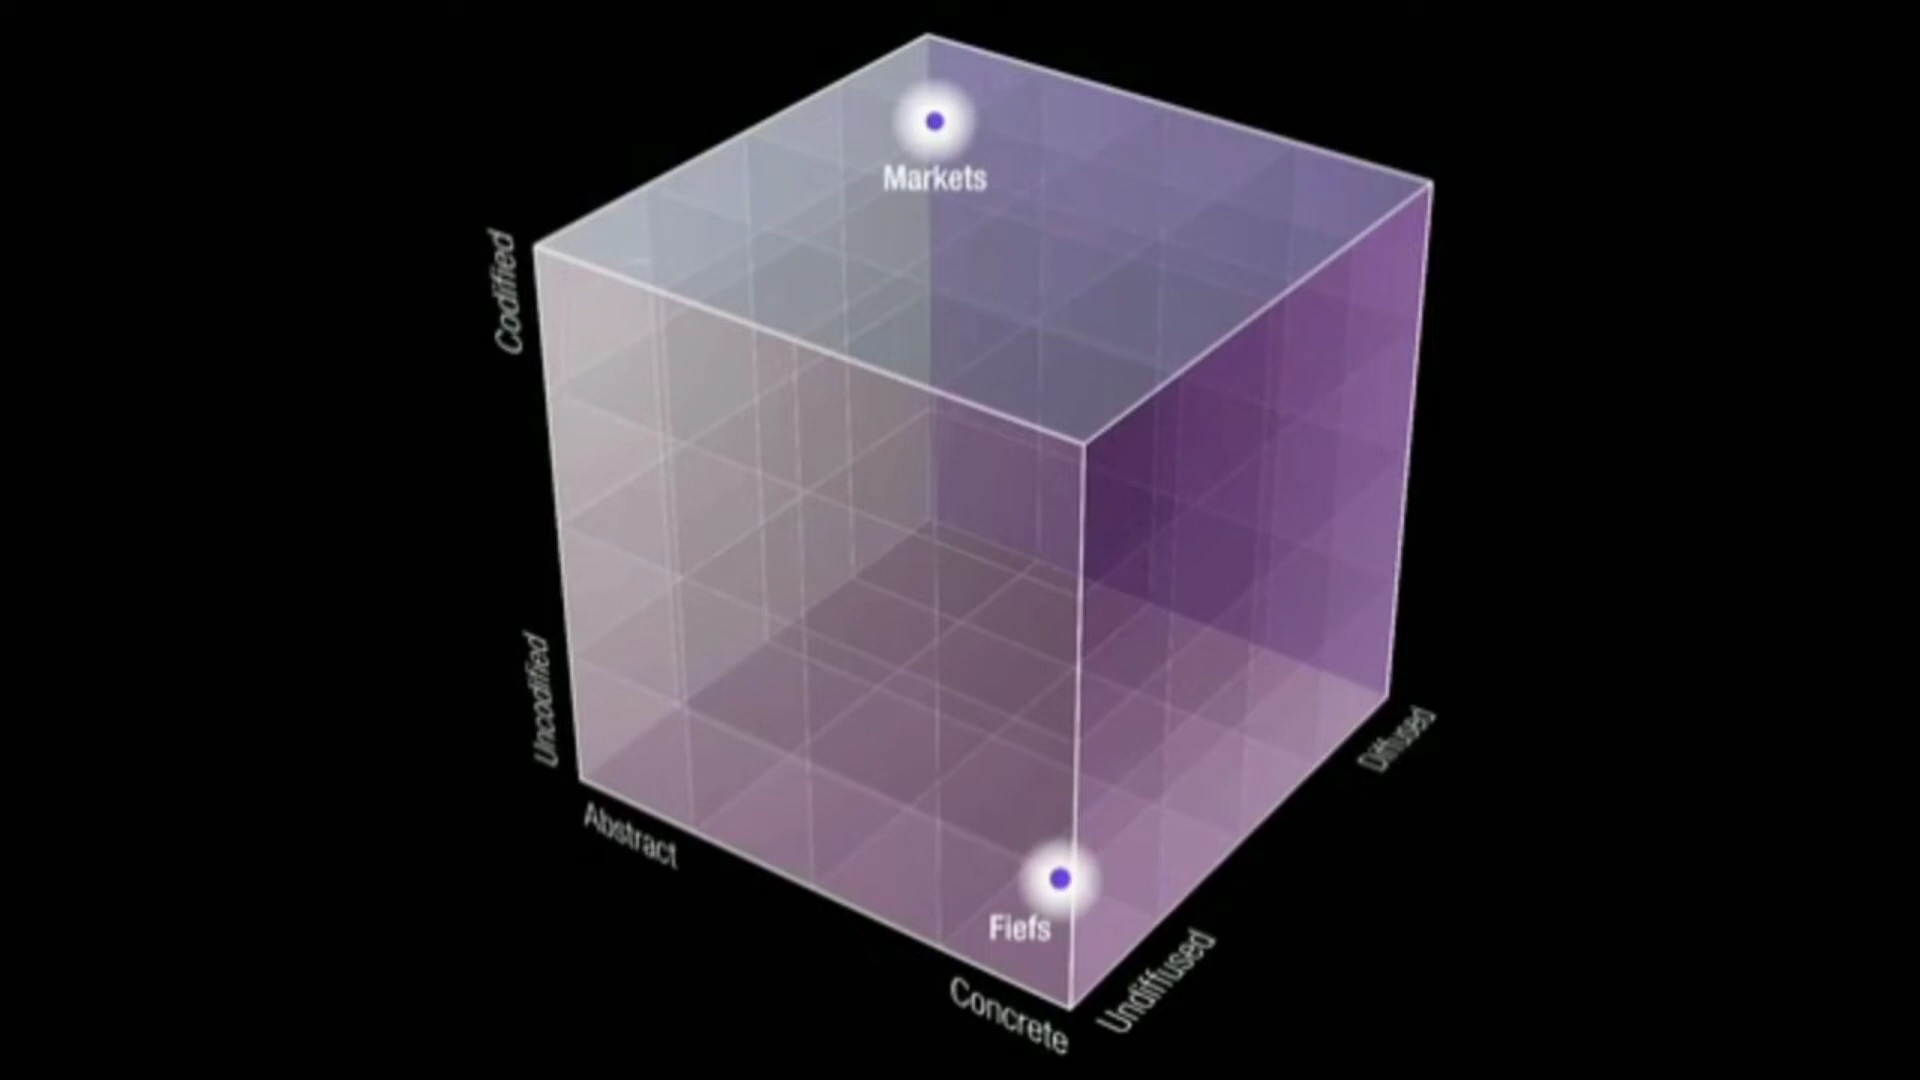 Markets
Codified
Uncodified
Abstract
Diffused
Fiefs
Undiffused
Concrete